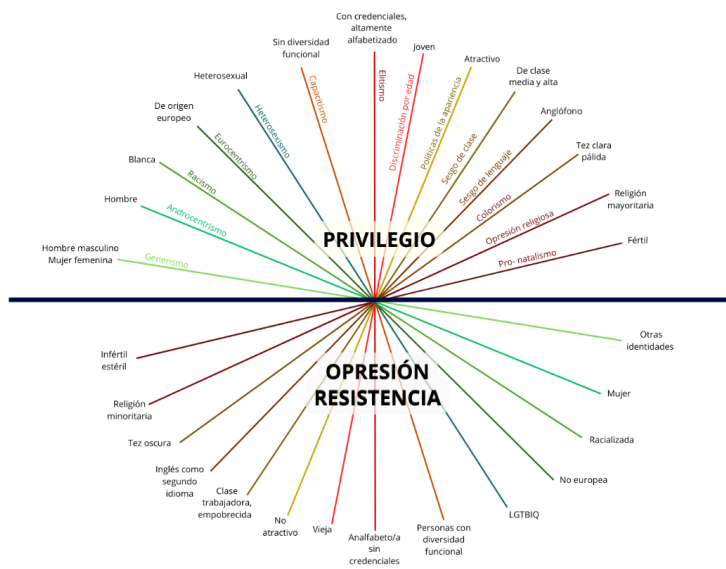 Con credenciales,
altamente
alfabetizado
Sin diversidad
funcional
Joven
Atractivo
Heterosexual
De clase
media y alta
De origen
europeo
Anglófono
Blanca
Tez clara
pálida
Hombre
Religión
mayoritaria
Hombre masculino
Mujer femenina
Fértil
Generismo
Androcentrismo
Racismo
Eurocentrismo
Heterosexismo
Capacitismo
Elitismo
Discriminación por edad
Políticas de la apariencia
Sesgo de clase
Sesgo de lenguaje
Colorismo
Opresión religiosa
Pro- natalismo
PRIVILEGIO
OPRESIÓN
RESISTENCIA
Infértil
estéril
Religión
minoritaria
Tez oscura
Inglés como
segundo
idioma
Clase
trabajadora,
empobrecida
No
atractivo
Vieja
Analfabeto/a
sin
credenciales
Personas con
diversidad
funcional
LGTBIQ
No europea
Racializada
Mujer
Otras
identidades